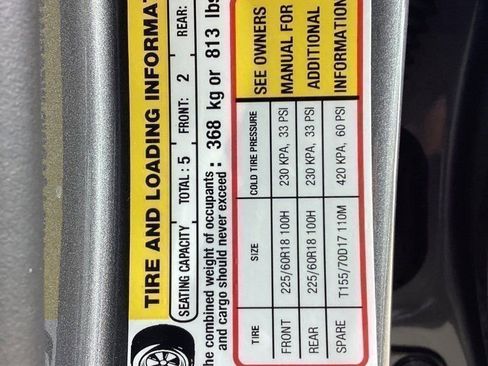 TIRE AND LOADING INFORMAT
SEATING CAPACITY TOTAL : 5 FRONT: 2 REAR:
he combined weight of occupants : 368 kg or 813 lbs
and cargo should never exceed :
TIRE SIZE COLD TIRE PRESSURE
FRONT 225/60R18 100H 230 KPA, 33 PSI
REAR 225/60R18 100H 230 KPA, 33 PSI
SPARE T155/70D17 110M 420 KPA, 60 PSI
SEE OWNERS
MANUAL FOR
ADDITIONAL
INFORMATION